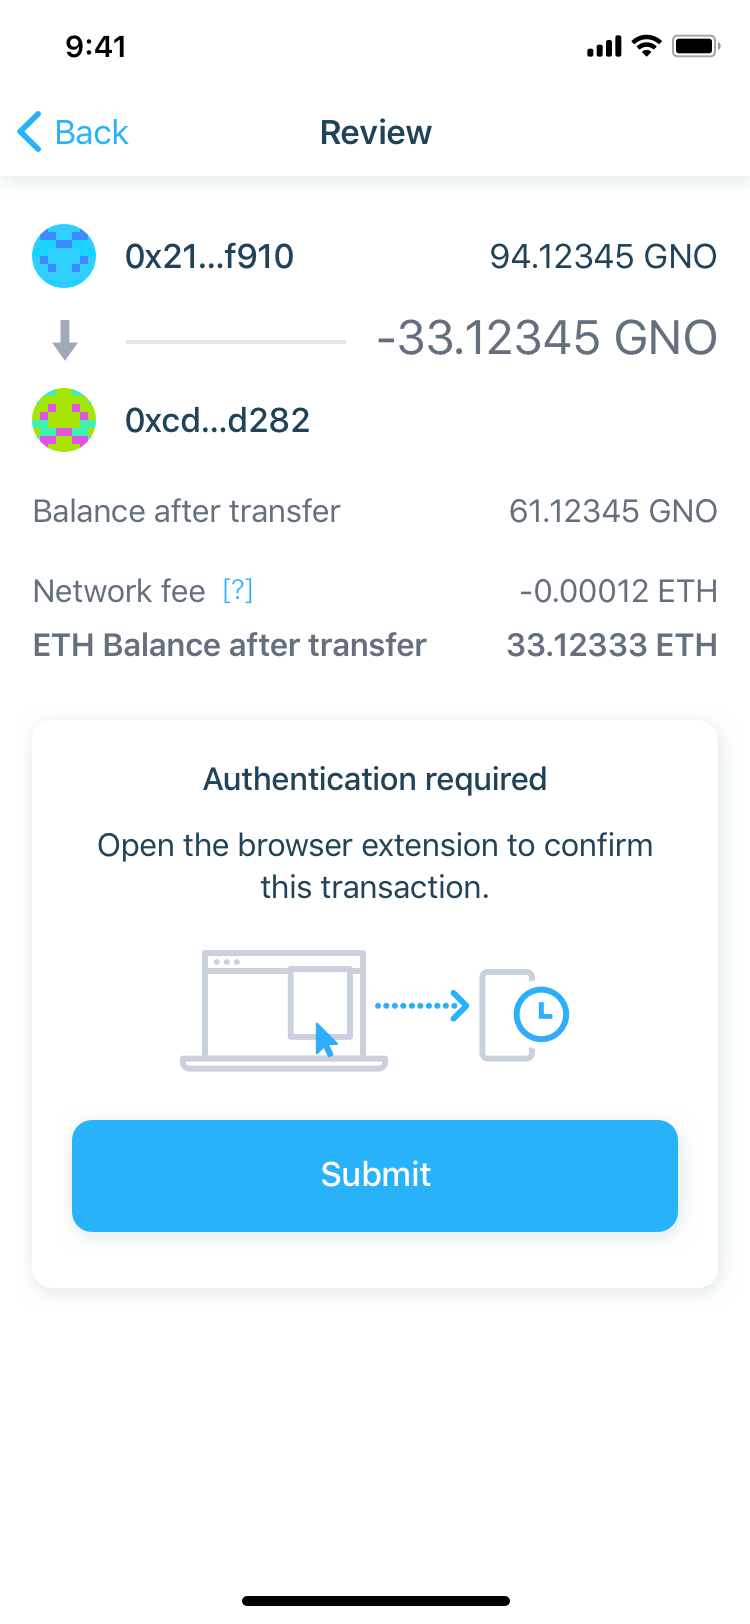 9:41
Back
Review
0x21...f910
94.12345 GNO
-33.12345 GNO
0xcd...d282
Balance after transfer
61.12345 GNO
Network fee [?]
-0.00012 ETH
ETH Balance after transfer
33.12333 ETH
Authentication required
Open the browser extension to confirm
this transaction.
Submit